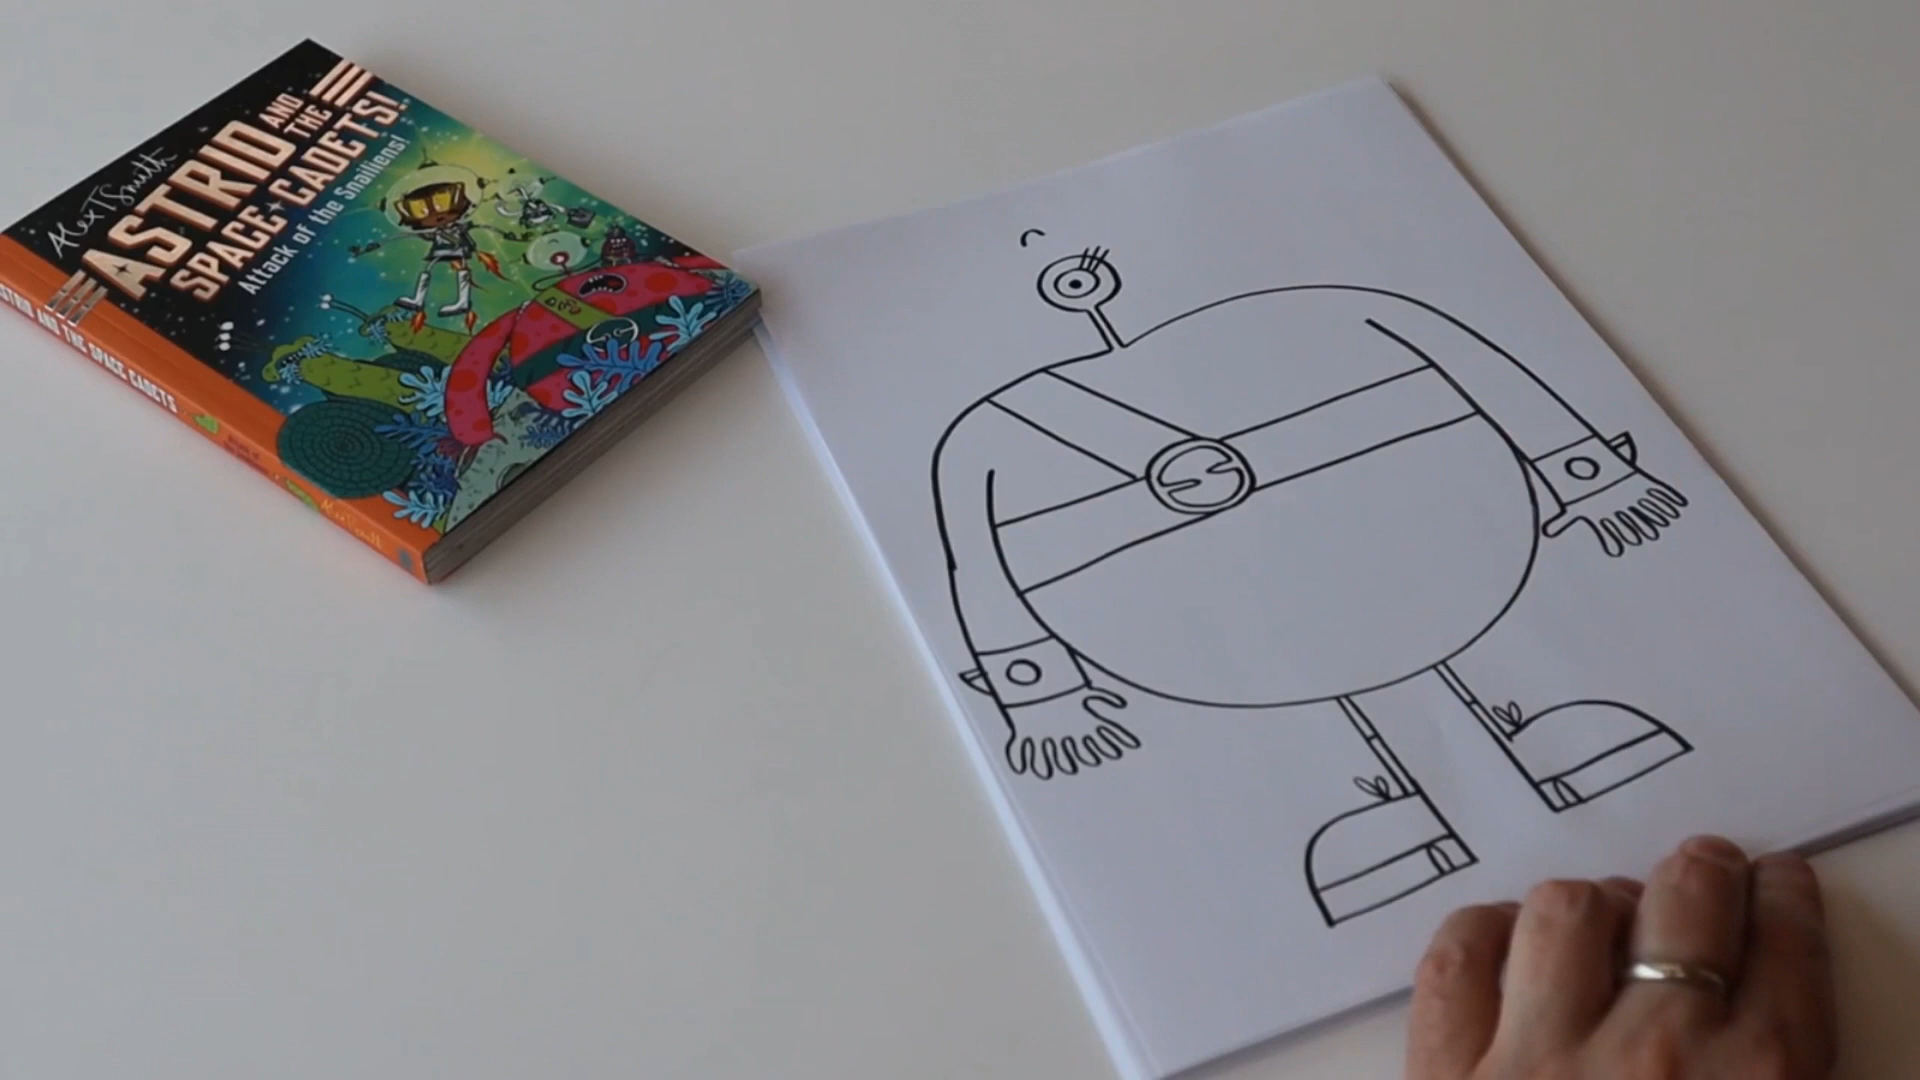 Alex T Smith
ASTRID AND THE
SPACE CADETS!
Attack of the Snailiens!
ASTRID AND THE SPACE CADETS